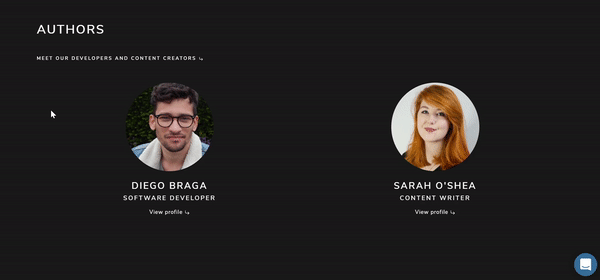 AUTHORS
MEET OUR DEVELOPERS AND CONTENT CREATORS
DIEGO BRAGA
SOFTWARE DEVELOPER
View profile
SARAH O'SHEA
CONTENT WRITER
View profile